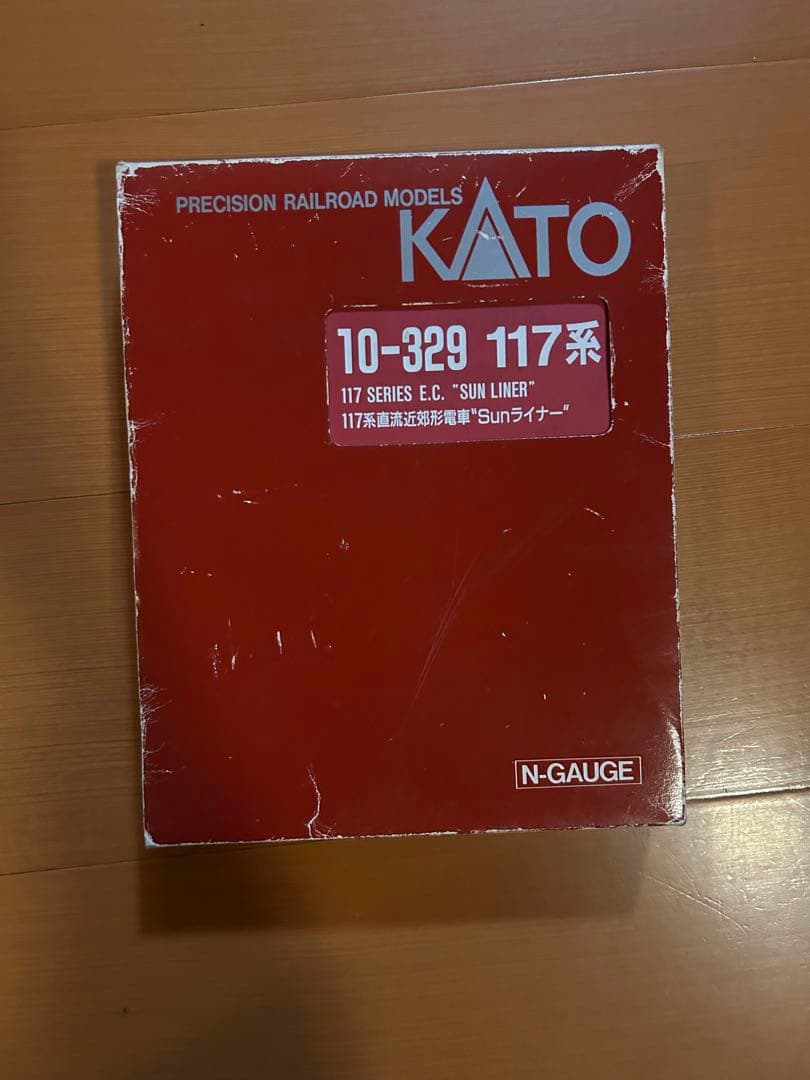 PRECISION RAILROAD MODELS
KATO
10-329 117系
117 SERIES E.C. "SUN LINER"
117系直流近郊形電車"Sunライナー"
N-GAUGE